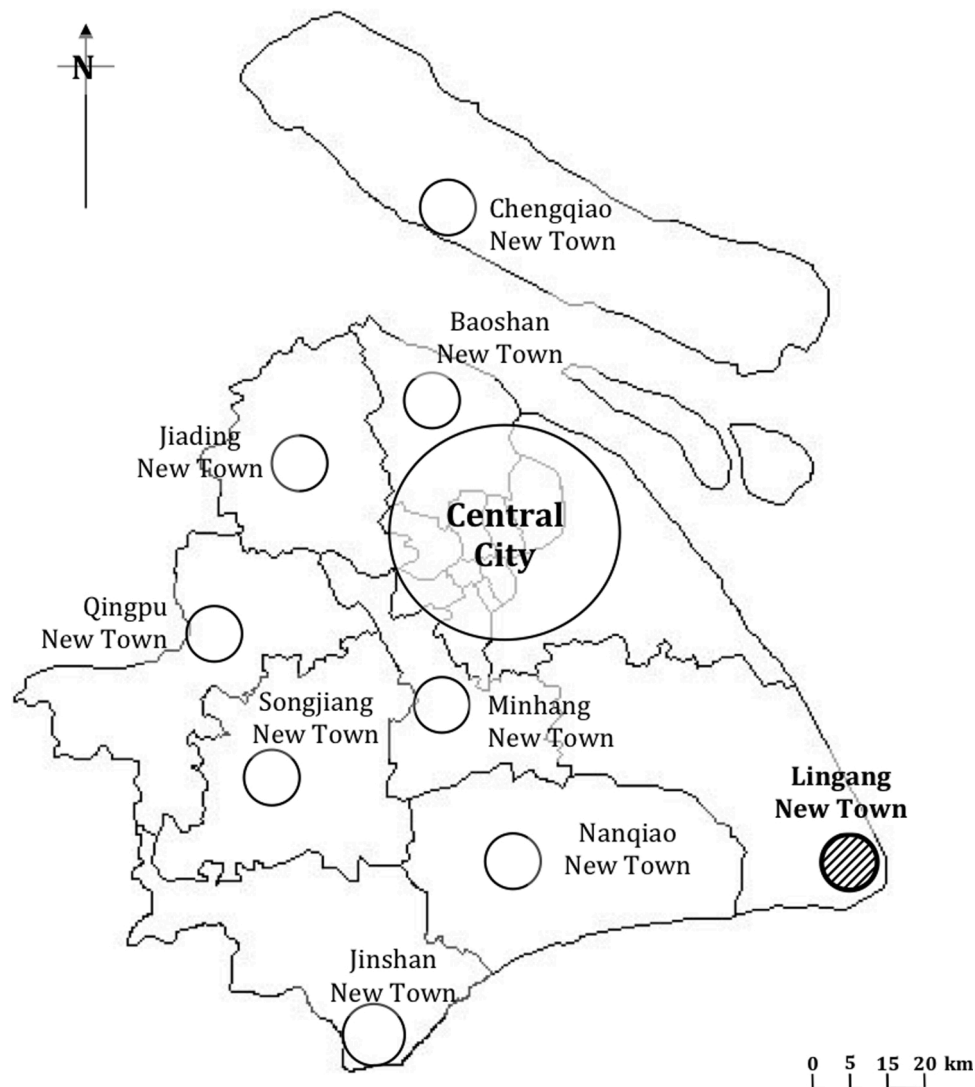 N
Chengqiao
New Town
Baoshan
New Town
Jiading
New Town
Central
City
Qingpu
New Town
Songjiang
New Town
Minhang
New Town
Lingang
New Town
Nanqiao
New Town
Jinshan
New Town
0 5 15 20 km